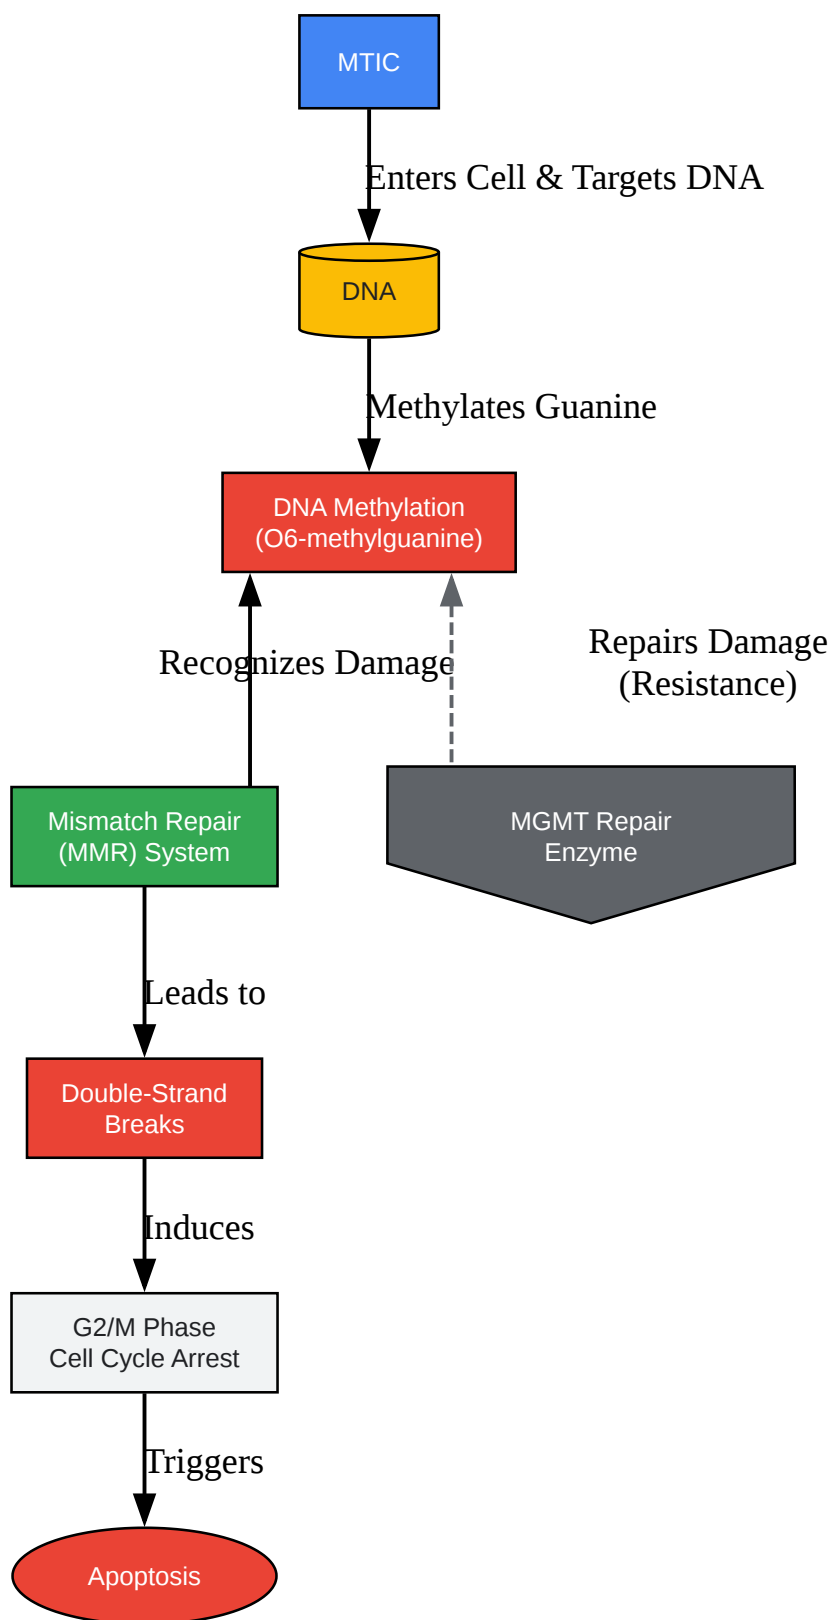 MTIC
Enters Cell & Targets DNA
DNA
Methylates Guanine
DNA Methylation
(O6-methylguanine)
Recognizes Damage
Repairs Damage
(Resistance)
Mismatch Repair
(MMR) System
MGMT Repair
Enzyme
Leads to
Double-Strand
Breaks
Induces
G2/M Phase
Cell Cycle Arrest
Triggers
Apoptosis